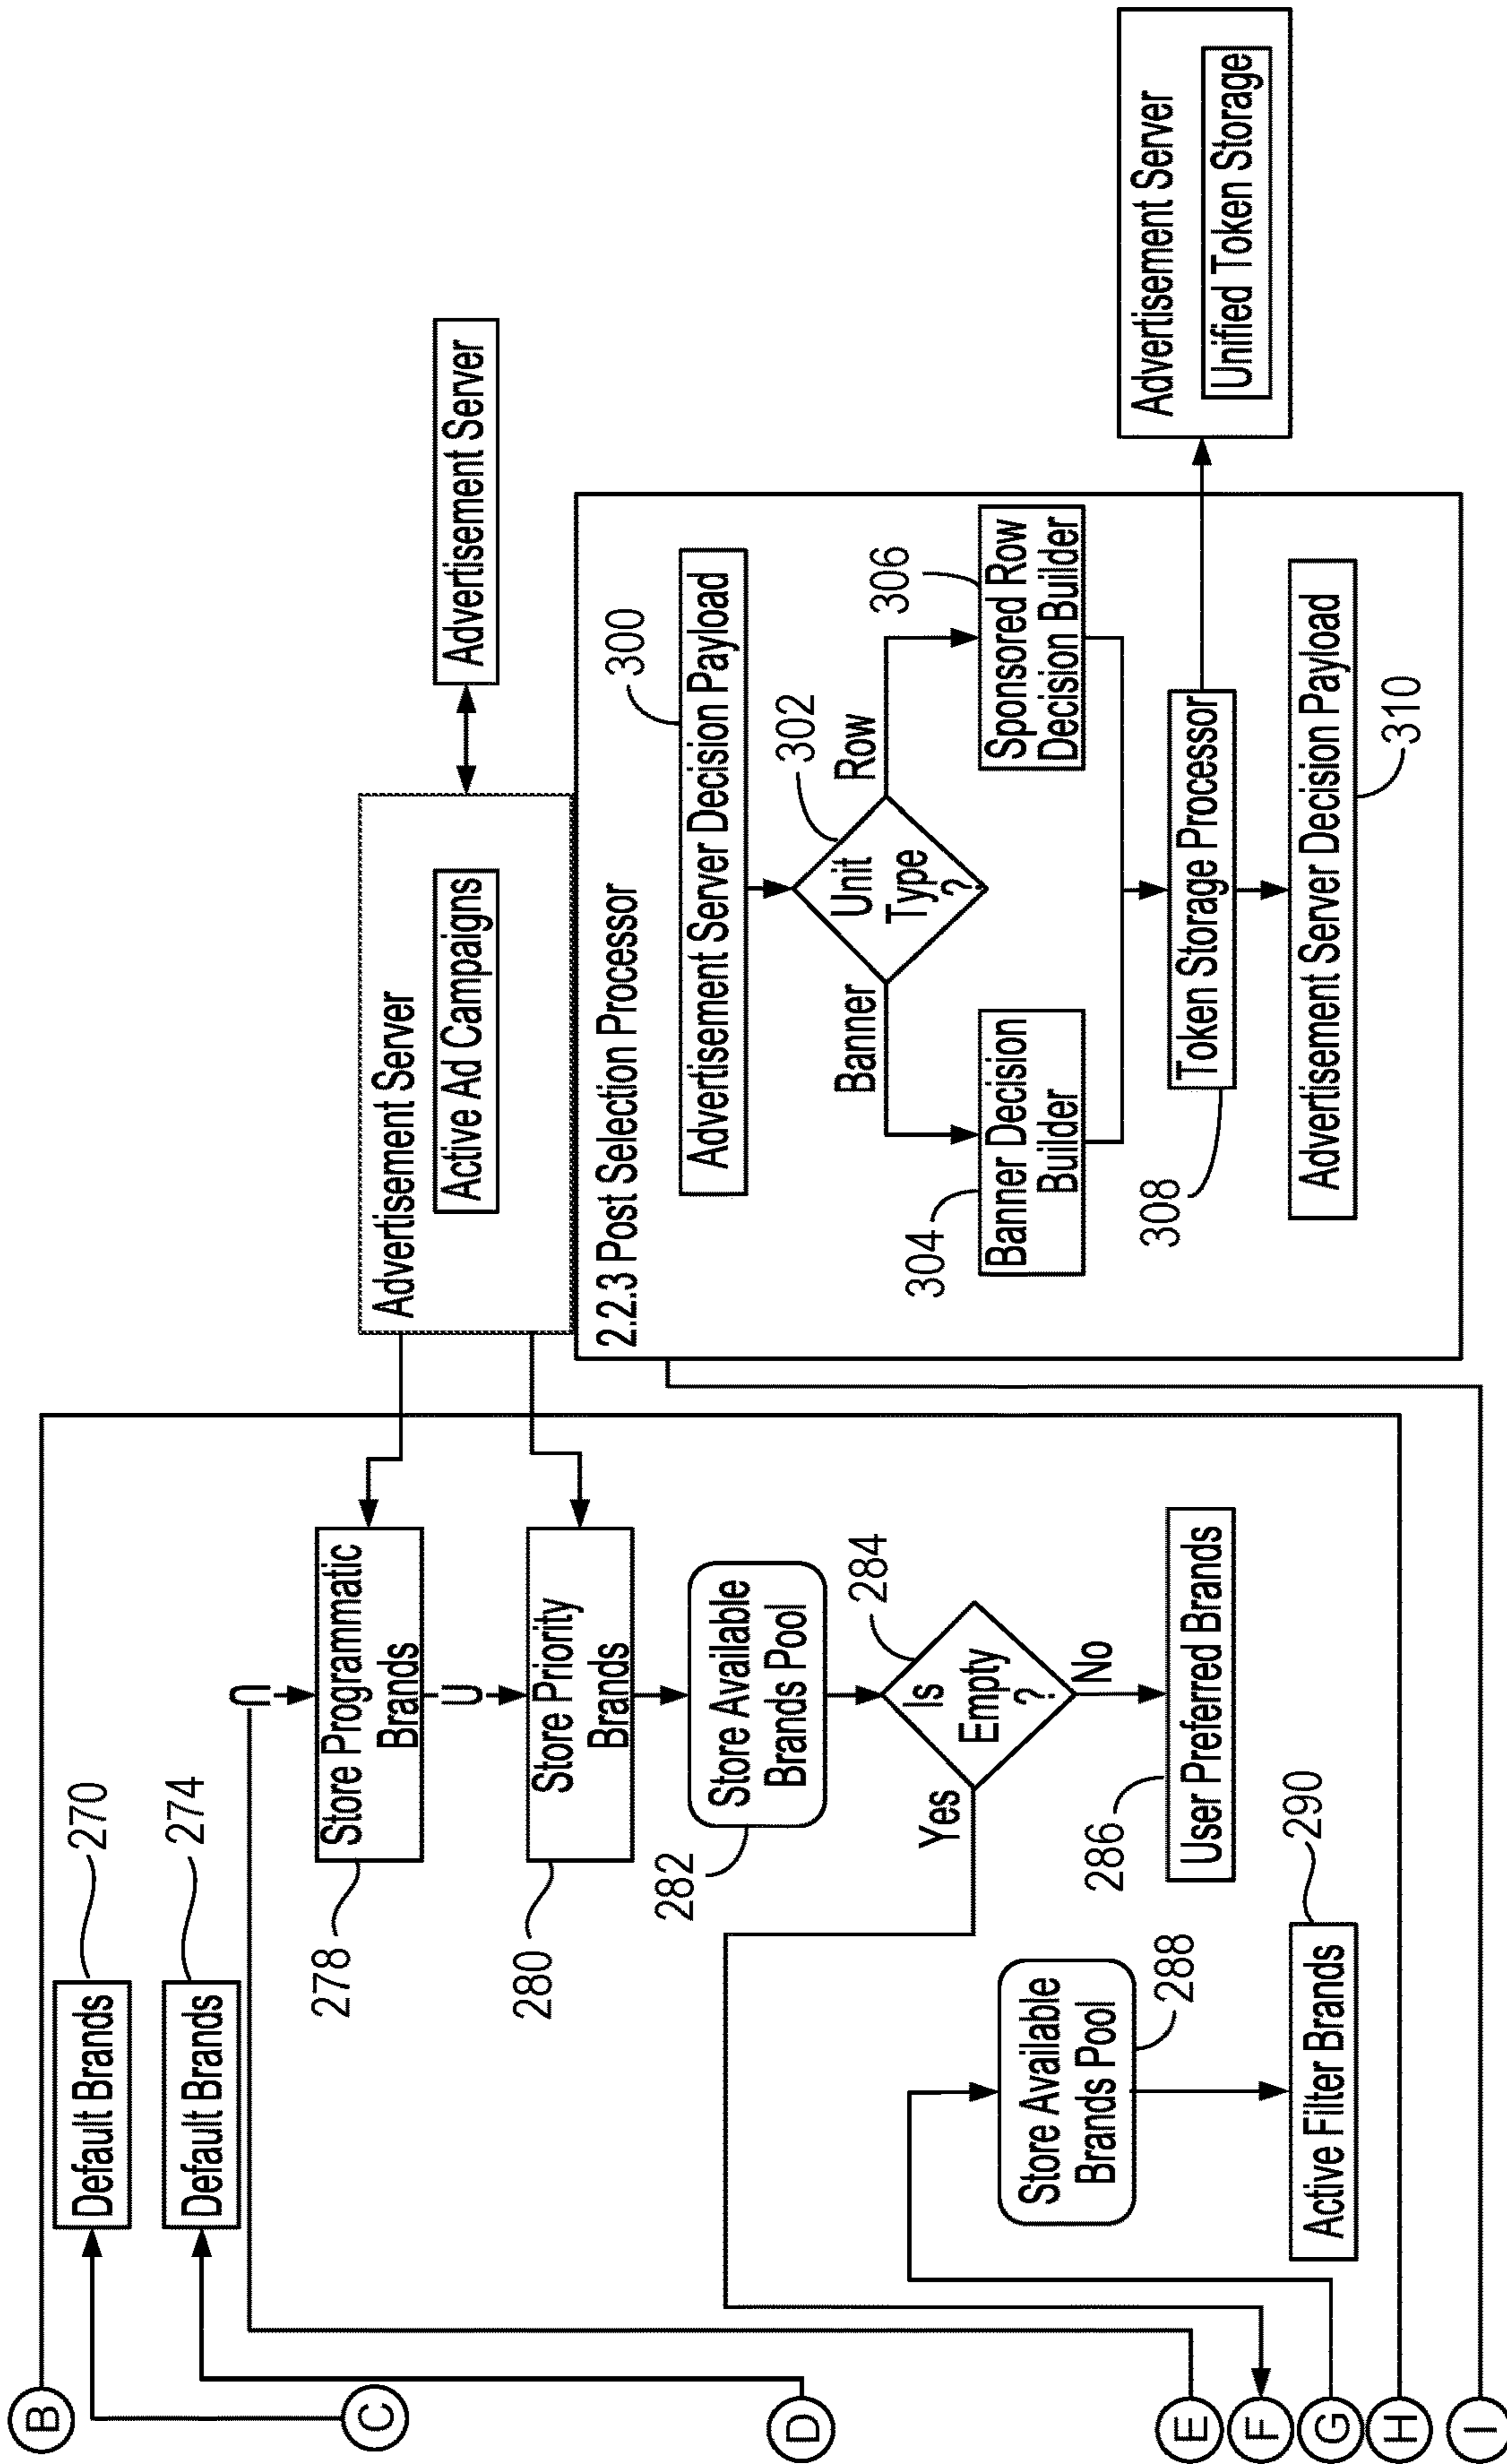 B
C
D
E
F
G
H
I
Default Brands
270
Default Brands
274
∩
Store Programmatic
Brands
278
U
Store Priority
Brands
280
Store Available
Brands Pool
282
Is
Empty
?
284
Yes
No
User Preferred Brands
286
Store Available
Brands Pool
288
Active Filter Brands
290
Advertisement Server
Active Ad Campaigns
Advertisement Server
2.2.3 Post Selection Processor
Advertisement Server Decision Payload
300
Unit
Type
?
302
Banner
Row
Banner Decision
Builder
304
Sponsored Row
Decision Builder
306
Token Storage Processor
308
Advertisement Server Decision Payload
310
Advertisement Server
Unified Token Storage